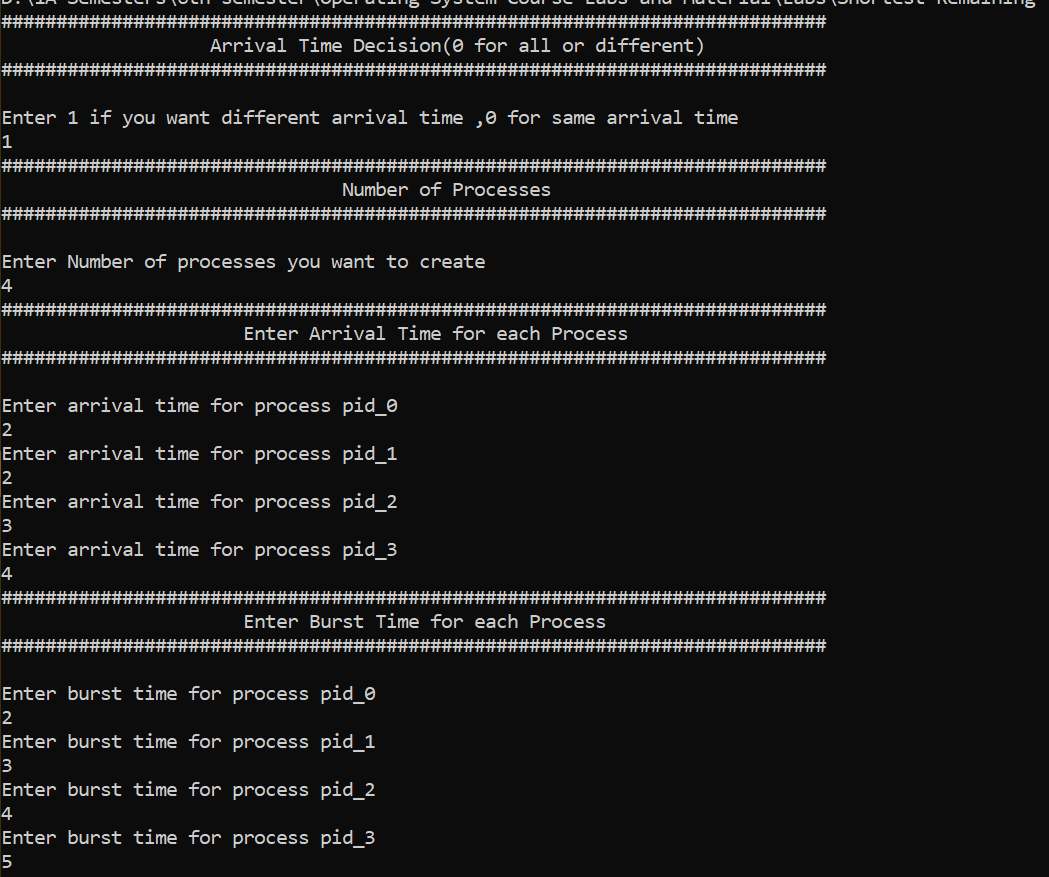 D:\IA Semesters\6th Semester\Operating System Course Labs and Material\Labs\Shortest Remaining
###########################################################################
Arrival Time Decision(0 for all or different)
###########################################################################
Enter 1 if you want different arrival time ,0 for same arrival time
1
###########################################################################
Number of Processes
###########################################################################
Enter Number of processes you want to create
4
###########################################################################
Enter Arrival Time for each Process
###########################################################################
Enter arrival time for process pid_0
2
Enter arrival time for process pid_1
2
Enter arrival time for process pid_2
3
Enter arrival time for process pid_3
4
###########################################################################
Enter Burst Time for each Process
###########################################################################
Enter burst time for process pid_0
2
Enter burst time for process pid_1
3
Enter burst time for process pid_2
4
Enter burst time for process pid_3
5